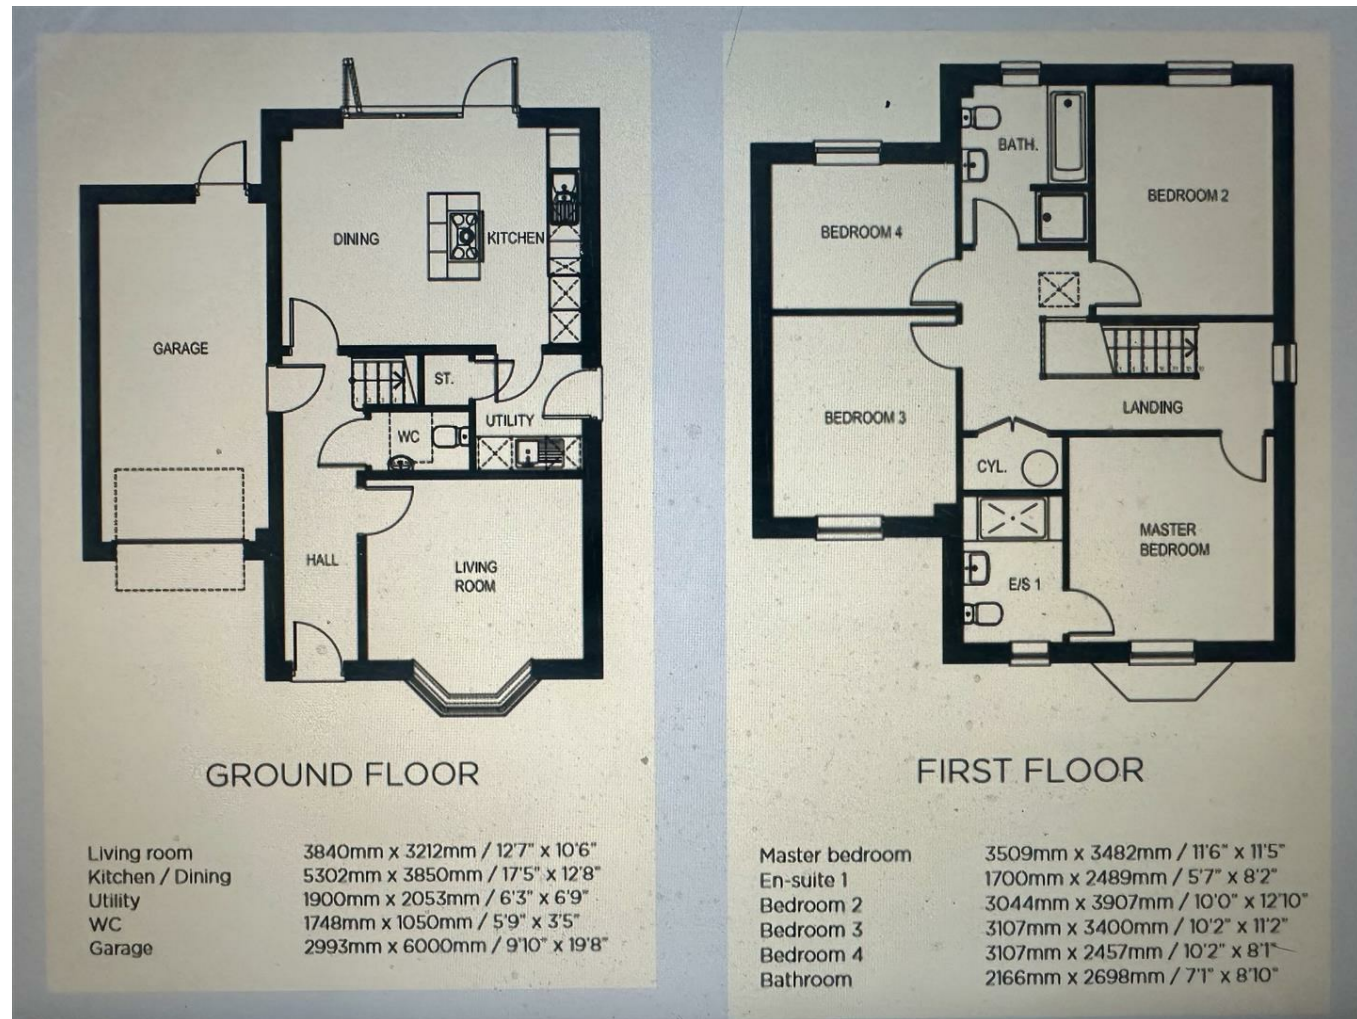 DINING
KITCHEN
GARAGE
ST.
UTILITY
WC
HALL
LIVING
ROOM
GROUND FLOOR
Living room 3840mm x 3212mm / 12'7" x 10'6"
Kitchen / Dining 5302mm x 3850mm / 17'5" x 12'8"
Utility 1900mm x 2053mm / 6'3" x 6'9"
WC 1748mm x 1050mm / 5'9" x 3'5"
Garage 2993mm x 6000mm / 9'10" x 19'8"
BATH.
BEDROOM 2
BEDROOM 4
BEDROOM 3
LANDING
CYL.
MASTER
BEDROOM
E/S 1
FIRST FLOOR
Master bedroom 3509mm x 3482mm / 11'6" x 11'5"
En-suite 1 1700mm x 2489mm / 5'7" x 8'2"
Bedroom 2 3044mm x 3907mm / 10'0" x 12'10"
Bedroom 3 3107mm x 3400mm / 10'2" x 11'2"
Bedroom 4 3107mm x 2457mm / 10'2" x 8'1"
Bathroom 2166mm x 2698mm / 7'1" x 8'10"